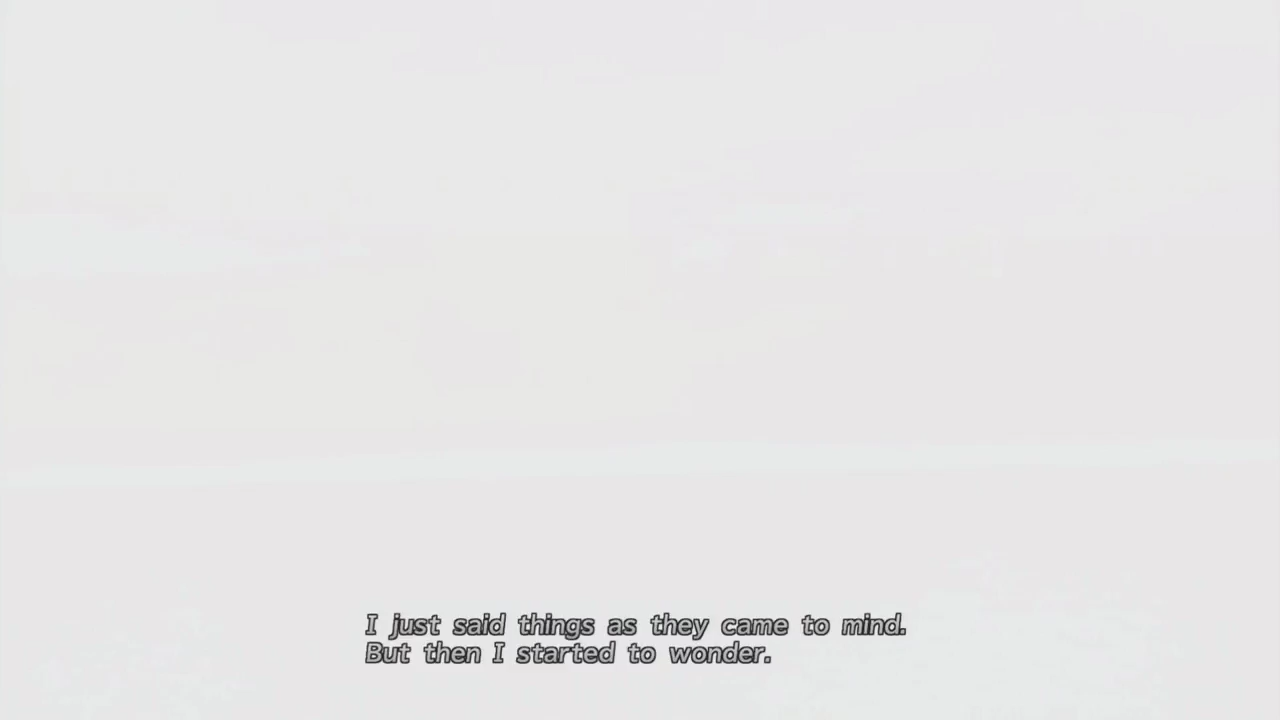 I just said things as they came to mind.
But then I started to wonder.